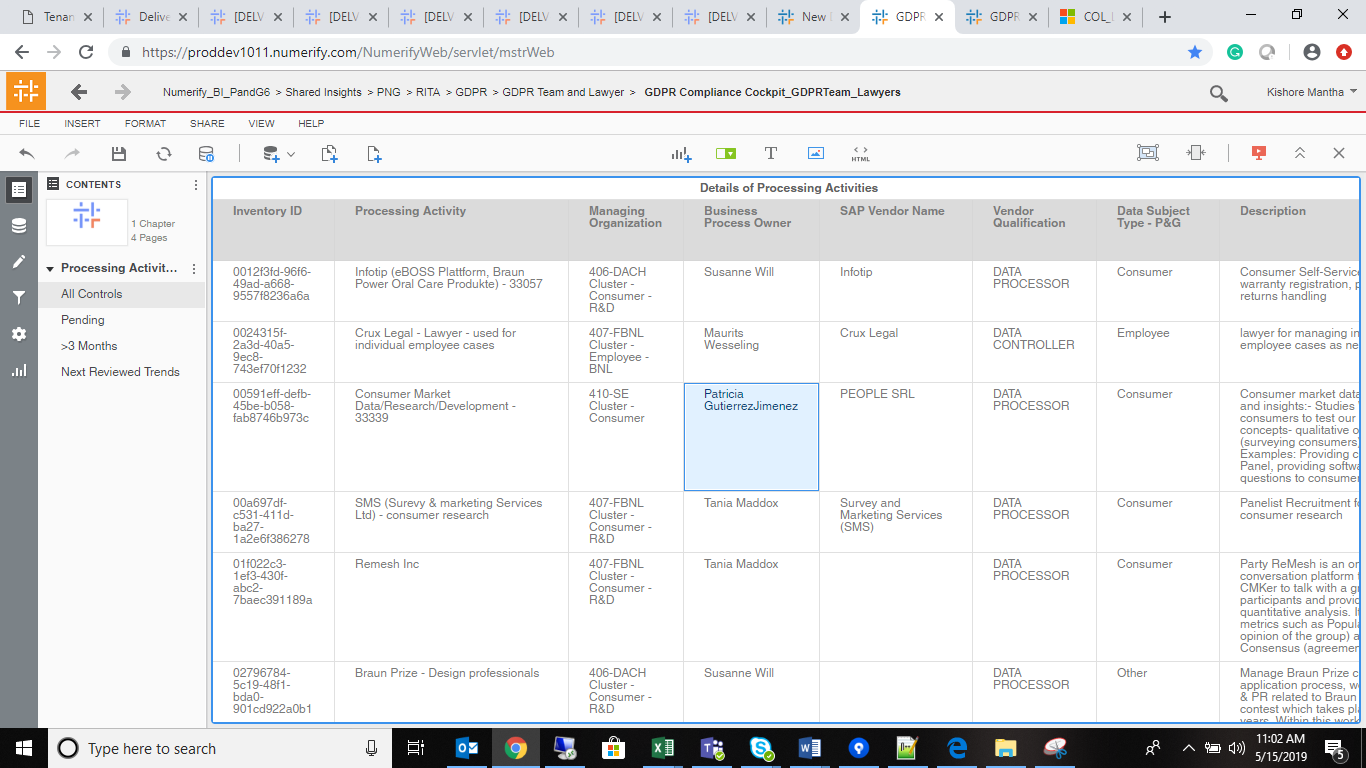 Tenan
Delive
[DELV
[DELV
[DELV
[DELV
[DELV
[DELV
New
GDPR
GDPR
COL_L
https://proddev1011.numerify.com/NumerifyWeb/servlet/mstrWeb
Numerify_BI_PandG6 > Shared Insights > PNG > RITA > GDPR > GDPR Team and Lawyer > GDPR Compliance Cockpit_GDPRTeam_Lawyers
Kishore Mantha
FILE INSERT FORMAT SHARE VIEW HELP
HTML
CONTENTS
1 Chapter
4 Pages
Processing Activit...
All Controls
Pending
>3 Months
Next Reviewed Trends
Details of Processing Activities
Inventory ID
Processing Activity
Managing
Organization
Business
Process Owner
SAP Vendor Name
Vendor
Qualification
Data Subject
Type - P&G
Description
0012f3fd-96f6-
49ad-a668-
9557f8236a6a
Infotip (eBOSS Plattform, Braun
Power Oral Care Produkte) - 33057
406-DACH
Cluster -
Consumer -
R&D
Susanne Will
Infotip
DATA
PROCESSOR
Consumer
Consumer Self-Service
warranty registration, p
returns handling
0024315f-
2a3d-40a5-
9ec8-
743ef70f1232
Crux Legal - Lawyer - used for
individual employee cases
407-FBNL
Cluster -
Employee -
BNL
Maurits
Wesseling
Crux Legal
DATA
CONTROLLER
Employee
lawyer for managing in
employee cases as ne
00591eff-defb-
45be-b058-
fab8746b973c
Consumer Market
Data/Research/Development -
33339
410-SE
Cluster -
Consumer
Patricia
GutierrezJimenez
PEOPLE SRL
DATA
PROCESSOR
Consumer
Consumer market data
and insights:- Studies
consumers to test our
concepts- qualitative o
(surveying consumers)
Examples: Providing c
Panel, providing softwa
questions to consumer
00a697df-
c531-411d-
ba27-
1a2e6f386278
SMS (Surevy & marketing Services
Ltd) - consumer research
407-FBNL
Cluster -
Consumer -
R&D
Tania Maddox
Survey and
Marketing Services
(SMS)
DATA
PROCESSOR
Consumer
Panelist Recruitment fo
consumer research
01f022c3-
1ef3-430f-
abc2-
7baec391189a
Remesh Inc
407-FBNL
Cluster -
Consumer -
R&D
Tania Maddox
DATA
PROCESSOR
Consumer
Party ReMesh is an on
conversation platform
CMKer to talk with a gr
participants and provid
quantitative analysis. I
metrics such as Popula
opinion of the group) a
Consensus (agreemen
02796784-
5c19-48f1-
bda0-
901cd922a0b1
Braun Prize - Design professionals
406-DACH
Cluster -
Consumer -
R&D
Susanne Will
DATA
PROCESSOR
Other
Manage Braun Prize c
application process, w
& PR related to Braun
contest which takes pl
years. Within this work
Type here to search
11:02 AM
5/15/2019
5